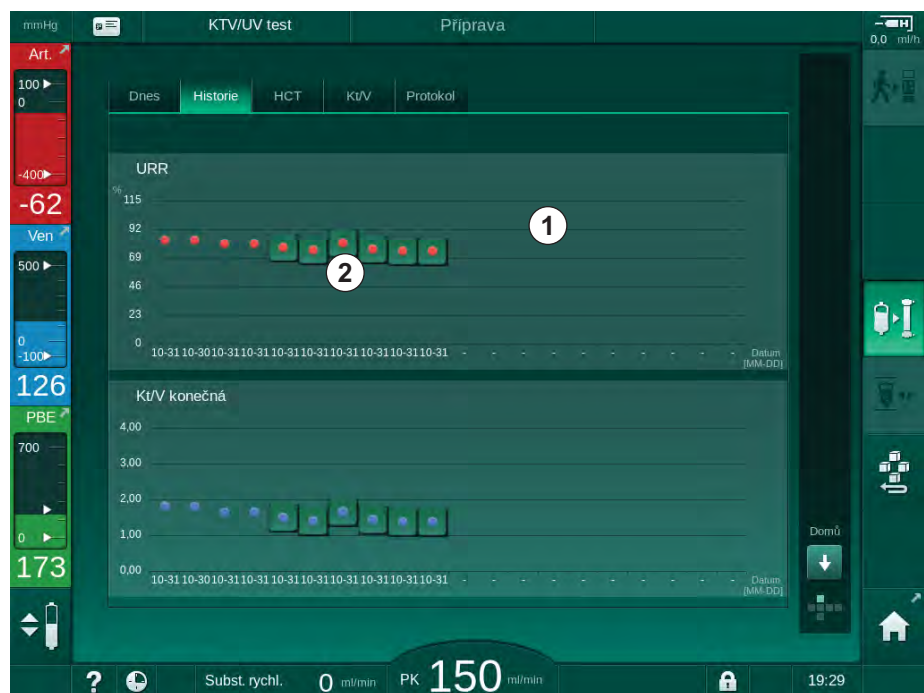 mmHg KTV/UV test Příprava 0,0 ml/h
Art.
100
0
-400
-62
Ven
500
0
-100
126
PBE
700
0
173
Dnes Historie HCT Kt/V Protokol
URR
%
115
92
69
46
23
0
1
2
10-31 10-30 10-31 10-31 10-31 10-31 10-31 10-31 10-31 10-31 - - - - - - - - - - Datum
[MM-DD]
Kt/V konečná
4,00
3,00
2,00
1,00
0,00
10-31 10-30 10-31 10-31 10-31 10-31 10-31 10-31 10-31 10-31 - - - - - - - - - - Datum
[MM-DD]
Domů
? Subst. rychl. 0 ml/min PK 150 ml/min 19:29